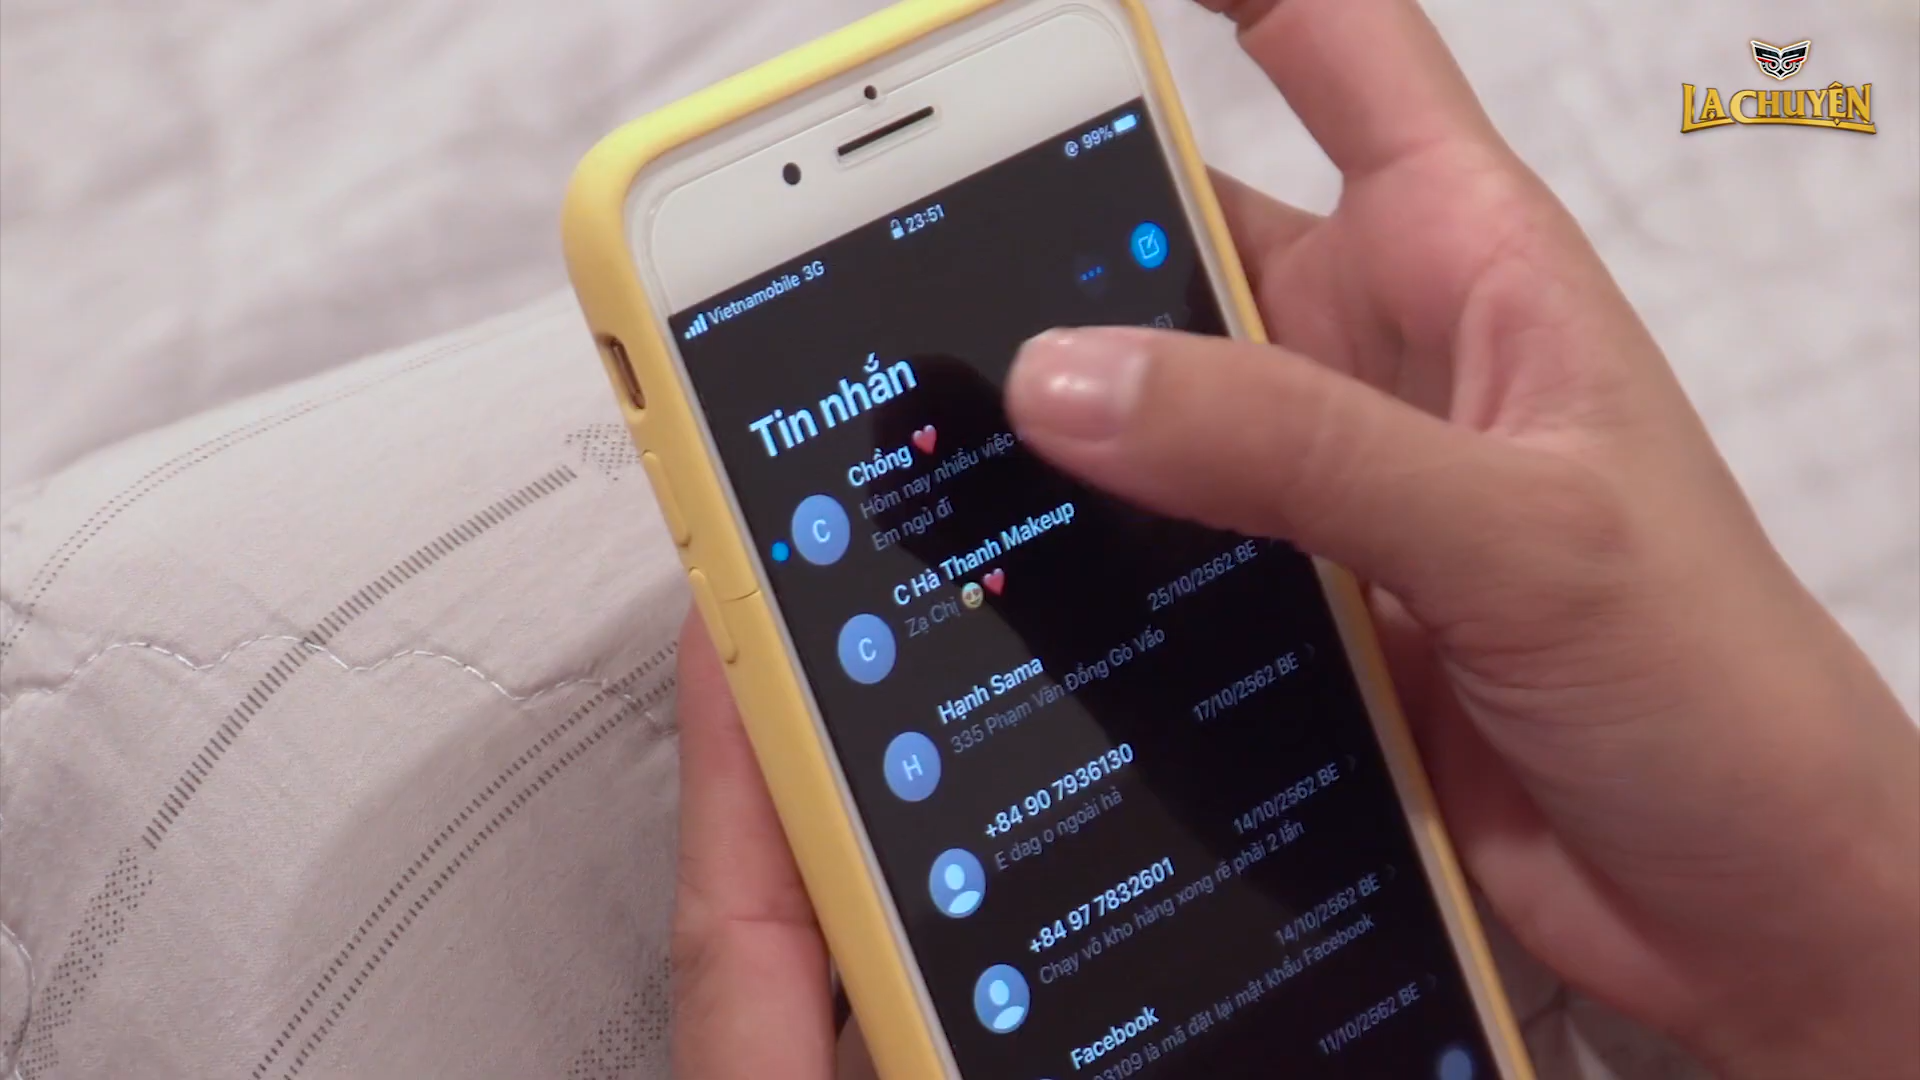 LẠ CHUYỆN
Vietnamobile 3G
23:51
99%
Tin nhắn
Chồng ❤️
Hôm nay nhiều việc
Em ngủ đi
C
C Hà Thanh Makeup
Zạ Chị 😍❤️
C
25/10/2562 BE
Hạnh Sama
335 Phạm Văn Đồng Gò Vấp
H
17/10/2562 BE
+84 90 7936130
E đag o ngoài hà
14/10/2562 BE
+84 97 7832601
Chạy vô kho hàng xong rẽ phải 2 lần
14/10/2562 BE
Facebook
03109 là mã đặt lại mật khẩu Facebook
11/10/2562 BE